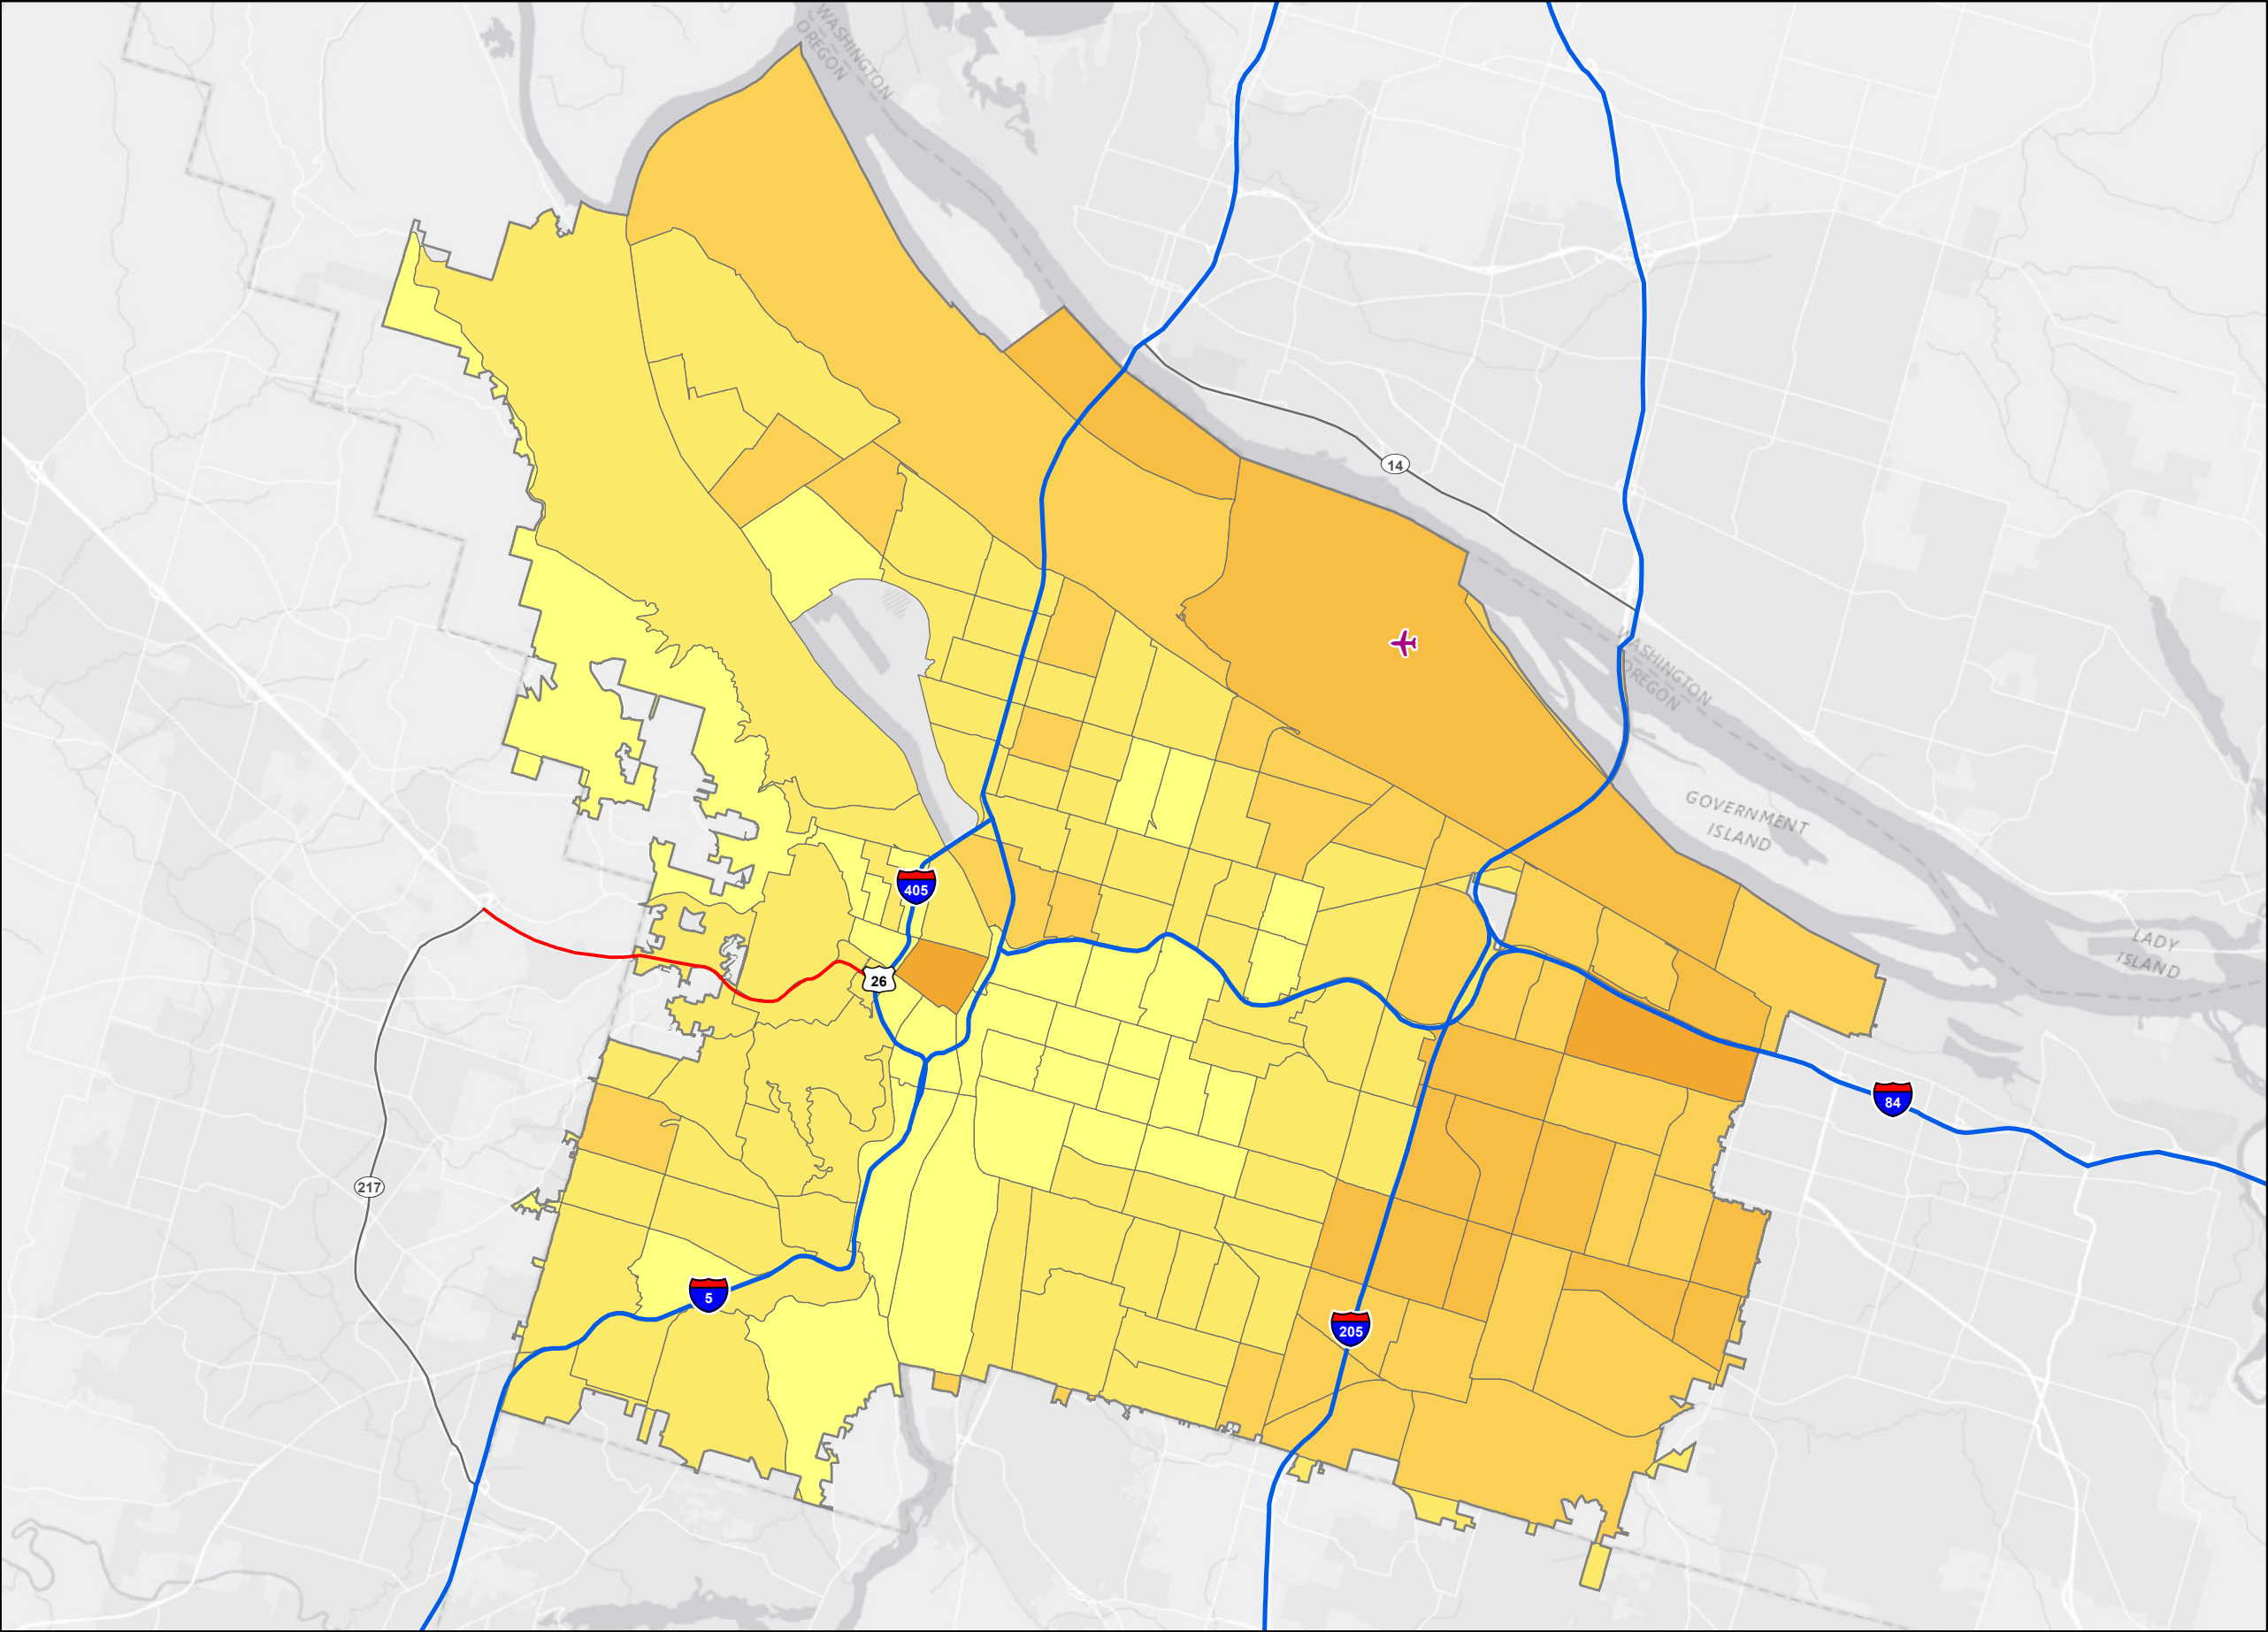 WASHINGTON
OREGON
14
WASHINGTON
OREGON
GOVERNMENT
ISLAND
405
LADY
ISLAND
26
84
217
5
205